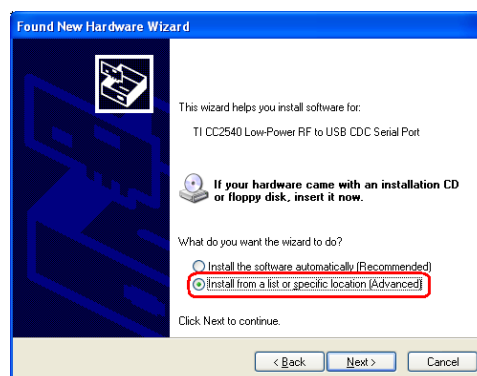 Found New Hardware Wizard
This wizard helps you install software for:
TI CC2540 Low-Power RF to USB CDC Serial Port
If your hardware came with an installation CD
or floppy disk, insert it now.
What do you want the wizard to do?
Install the software automatically (Recommended)
Install from a list or specific location (Advanced)
Click Next to continue.
< Back Next > Cancel